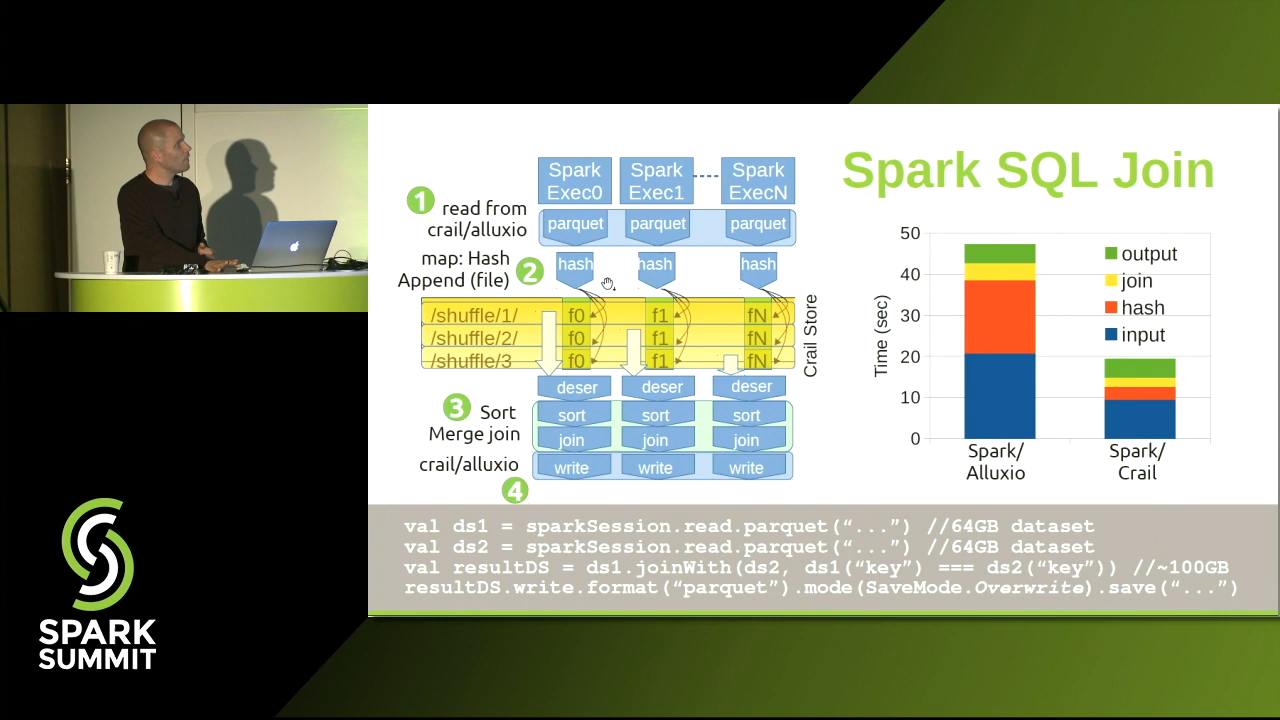 Spark SQL Join
Spark Exec0
Spark Exec1
Spark ExecN
1
read from
crail/alluxio
parquet
parquet
parquet
map: Hash
Append (file)
2
hash
hash
hash
/shuffle/1/
f0
f1
fN
/shuffle/2/
f0
f1
fN
/shuffle/3
f0
f1
fN
Crail Store
deser
deser
deser
3
Sort
Merge join
sort
sort
sort
join
join
join
crail/alluxio
write
write
write
4
Time (sec)
50
40
30
20
10
0
output
join
hash
input
Spark/
Alluxio
Spark/
Crail
val ds1 = sparkSession.read.parquet(“...”) //64GB dataset
val ds2 = sparkSession.read.parquet(“...”) //64GB dataset
val resultDS = ds1.joinWith(ds2, ds1(“key”) === ds2(“key”)) //~100GB
resultDS.write.format(“parquet”).mode(SaveMode.Overwrite).save(“...”)
SPARK
SUMMIT